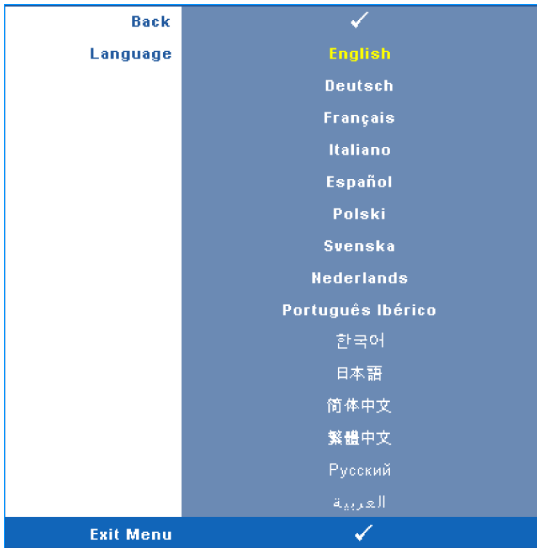 Back ✓
Language English
Deutsch
Français
Italiano
Español
Polski
Svenska
Nederlands
Português Ibérico
한국어
日本語
简体中文
繁體中文
Русский
العربية
Exit Menu ✓